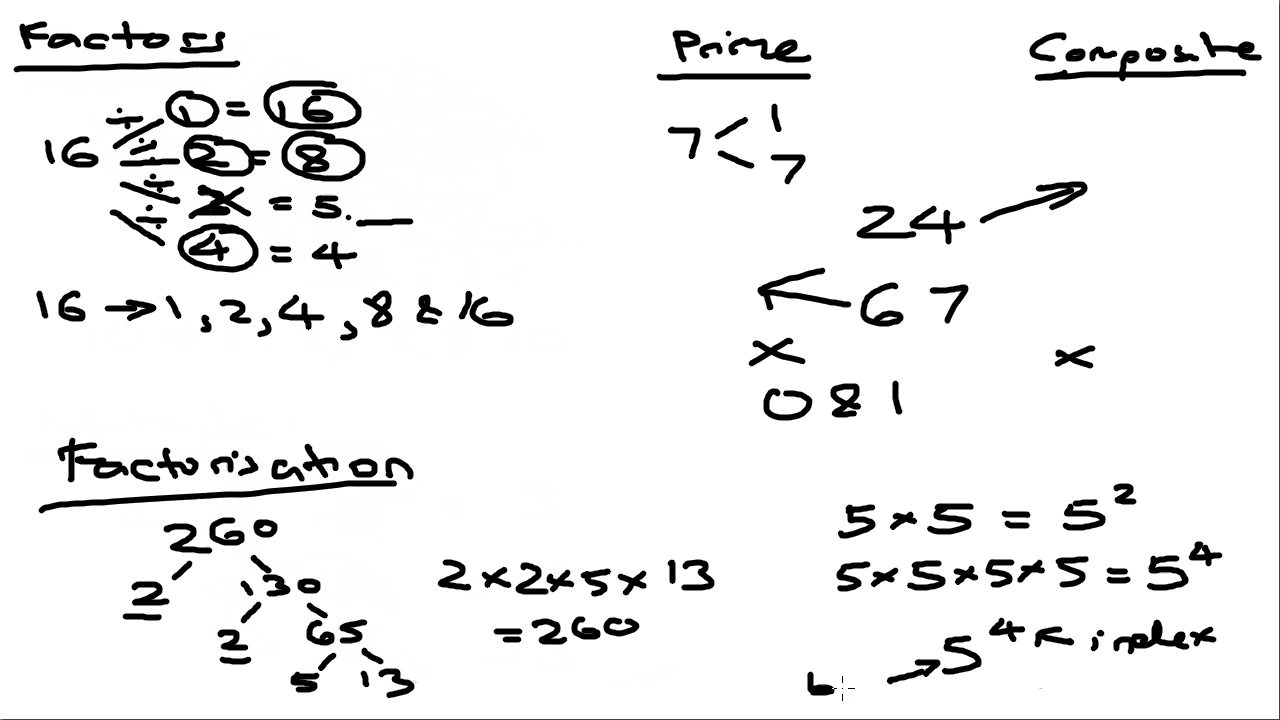 Factors
16 ÷ 1 = 16
÷ 2 = 8
÷ 3 = 5.
÷ 4 = 4
16 → 1, 2, 4, 8 & 16
Prime
Composite
7 < 1
7
24 →
← 67
× ×
0 & 1
Factorisation
260
2 130
2 65
5 13
2 × 2 × 5 × 13
= 260
5 × 5 = 5²
5 × 5 × 5 × 5 = 5⁴
→ 5⁴ ← index
b